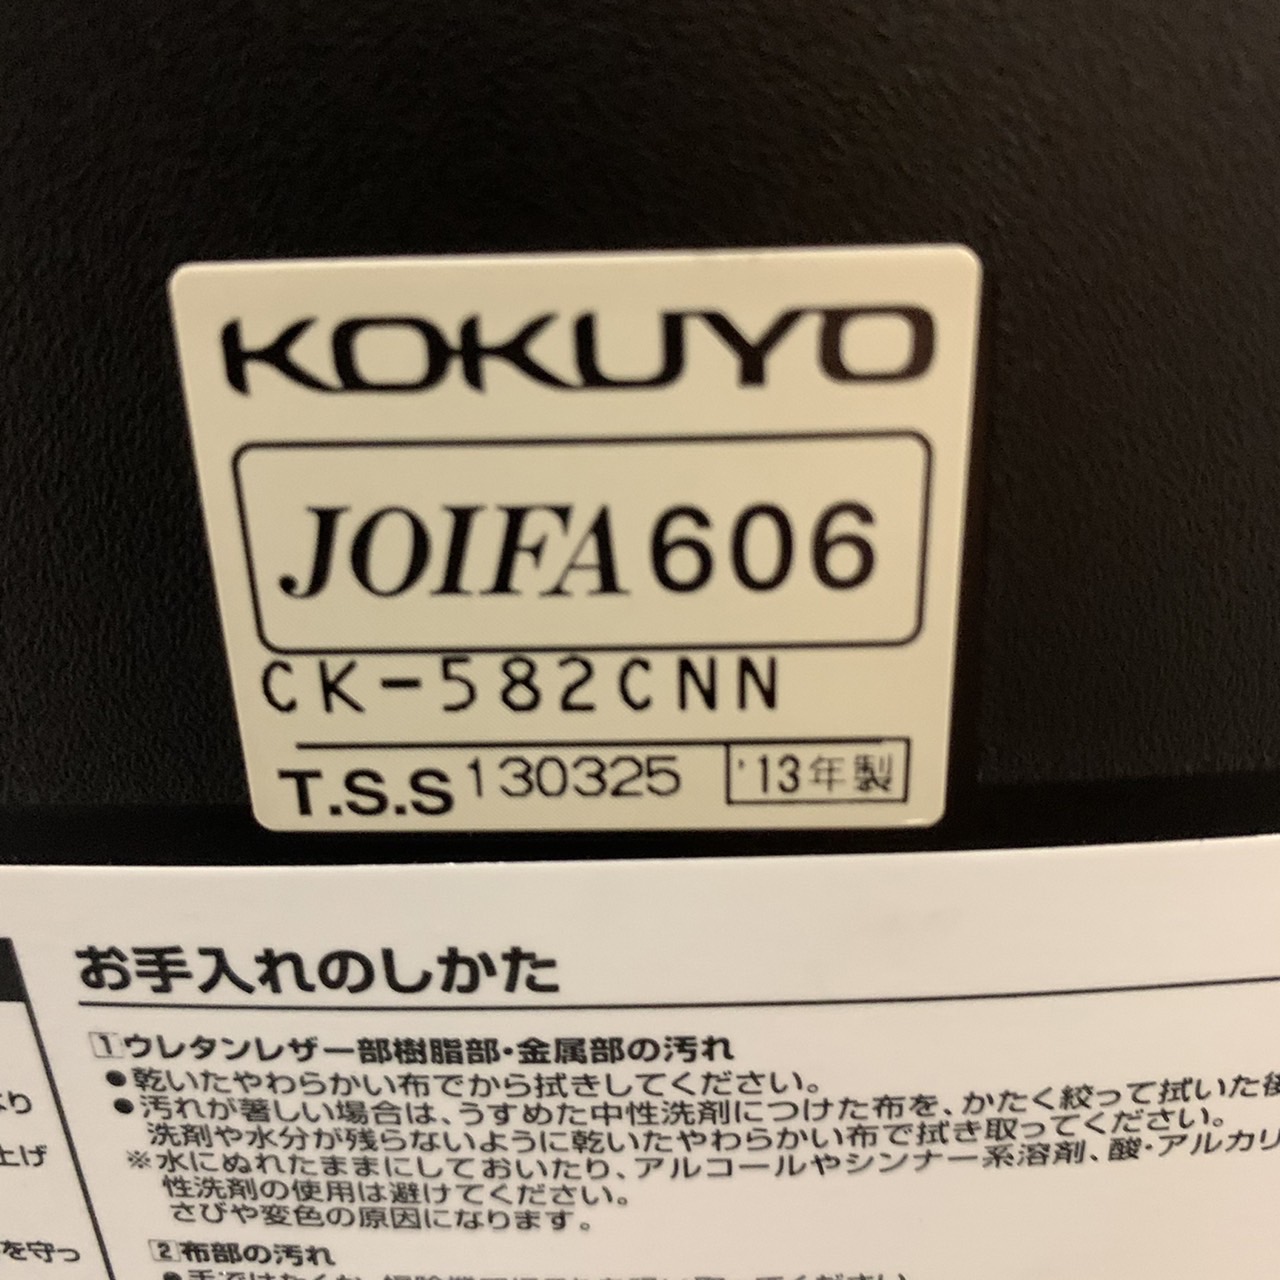 KOKUYO
JOIFA 606
CK-582CNN
T.S.S 130325 '13年製
お手入れのしかた
1 ウレタンレザー部樹脂部・金属部の汚れ
●乾いたやわらかい布でから拭きしてください。
●汚れが著しい場合は、うすめた中性洗剤につけた布を、かたく絞って拭いた後
洗剤や水分が残らないように乾いたやわらかい布で拭き取ってください。
※水にぬれたままにしておいたり、アルコールやシンナー系溶剤、酸・アルカリ
性洗剤の使用は避けてください。
さびや変色の原因になります。
2 布部の汚れ
り
上げ
を守っ